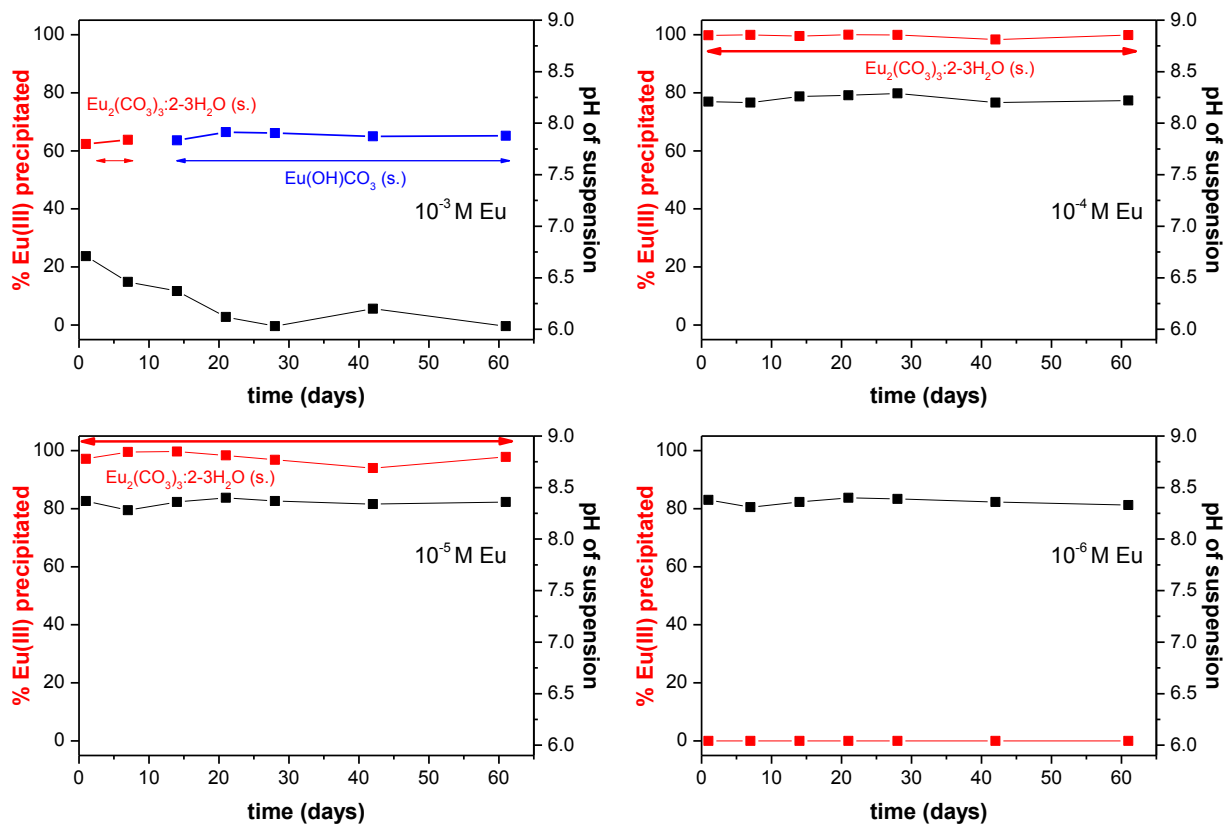 % Eu(III) precipitated
100
80
60
40
20
0
Eu2(CO3)3:2-3H2O (s.)
Eu(OH)CO3 (s.)
10-3 M Eu
9.0
8.5
8.0
7.5
7.0
6.5
6.0
pH of suspension
0 10 20 30 40 50 60
time (days)
% Eu(III) precipitated
100
80
60
40
20
0
Eu2(CO3)3:2-3H2O (s.)
10-4 M Eu
9.0
8.5
8.0
7.5
7.0
6.5
6.0
pH of suspension
0 10 20 30 40 50 60
time (days)
% Eu(III) precipitated
100
80
60
40
20
0
Eu2(CO3)3:2-3H2O (s.)
10-5 M Eu
9.0
8.5
8.0
7.5
7.0
6.5
6.0
pH of suspension
0 10 20 30 40 50 60
time (days)
% Eu(III) precipitated
100
80
60
40
20
0
10-6 M Eu
9.0
8.5
8.0
7.5
7.0
6.5
6.0
pH of suspension
0 10 20 30 40 50 60
time (days)